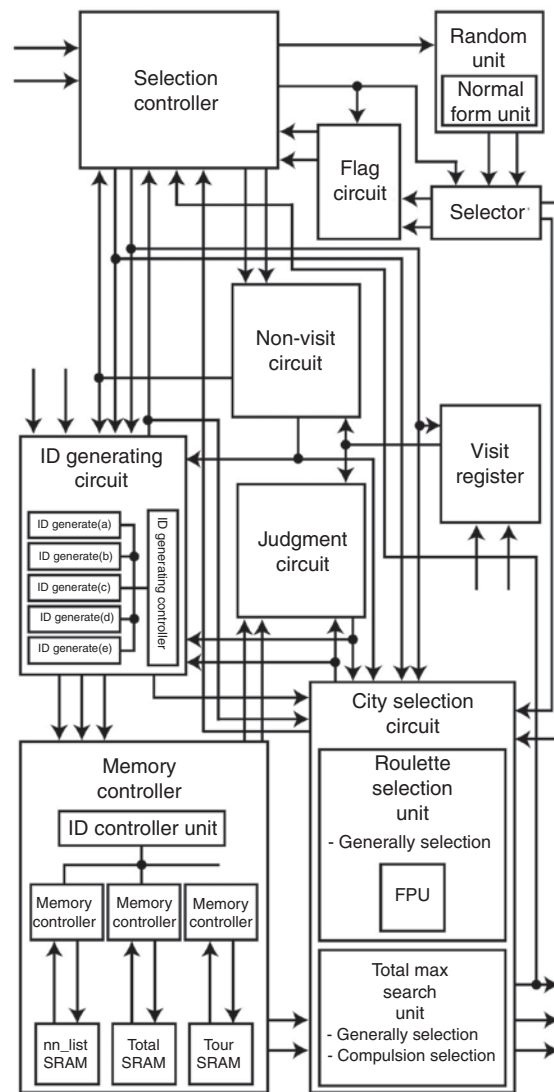 Selection
controller
Random
unit
Normal
form unit
Flag
circuit
Selector
Non-visit
circuit
ID generating
circuit
ID generate(a)
ID generate(b)
ID generate(c)
ID generate(d)
ID generate(e)
ID generating controller
Judgment
circuit
Visit
register
City selection
circuit
Roulette
selection
unit
- Generally selection
FPU
Total max
search
unit
- Generally selection
- Compulsion selection
Memory
controller
ID controller unit
Memory
controller
Memory
controller
Memory
controller
nn_list
SRAM
Total
SRAM
Tour
SRAM